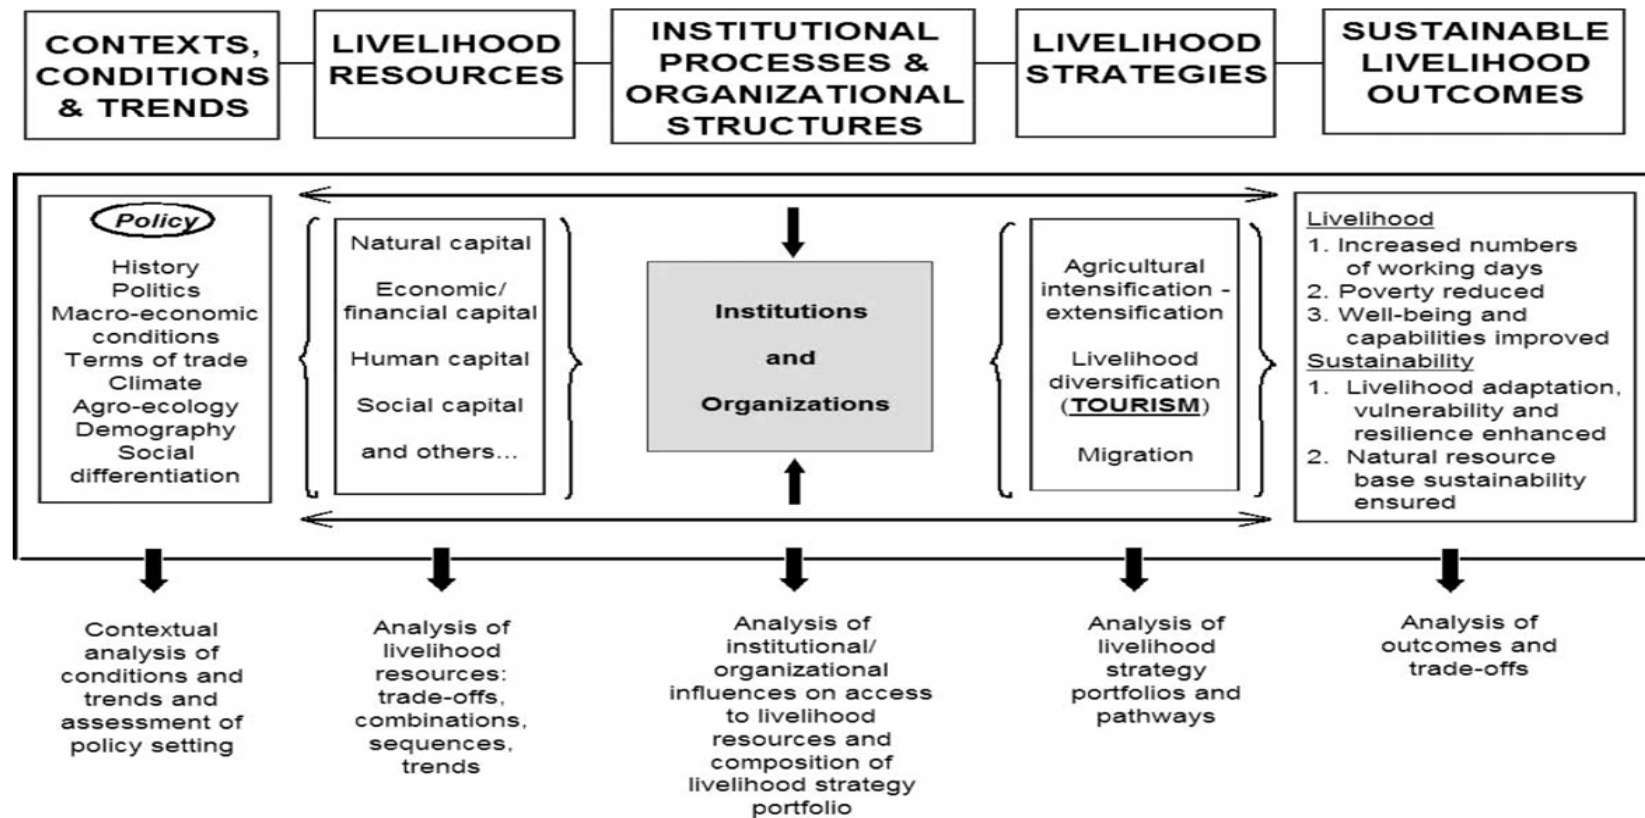 CONTEXTS,
CONDITIONS
& TRENDS
LIVELIHOOD
RESOURCES
INSTITUTIONAL
PROCESSES &
ORGANIZATIONAL
STRUCTURES
LIVELIHOOD
STRATEGIES
SUSTAINABLE
LIVELIHOOD
OUTCOMES
Policy
History
Politics
Macro-economic
conditions
Terms of trade
Climate
Agro-ecology
Demography
Social
differentiation
Natural capital
Economic/
financial capital
Human capital
Social capital
and others...
Institutions
and
Organizations
Agricultural
intensification -
extensification
Livelihood
diversification
(TOURISM)
Migration
Livelihood
1. Increased numbers
of working days
2. Poverty reduced
3. Well-being and
capabilities improved
Sustainability
1. Livelihood adaptation,
vulnerability and
resilience enhanced
2. Natural resource
base sustainability
ensured
Contextual
analysis of
conditions and
trends and
assessment of
policy setting
Analysis of
livelihood
resources:
trade-offs,
combinations,
sequences,
trends
Analysis of
institutional/
organizational
influences on access
to livelihood
resources and
composition of
livelihood strategy
portfolio
Analysis of
livelihood
strategy
portfolios and
pathways
Analysis of
outcomes and
trade-offs